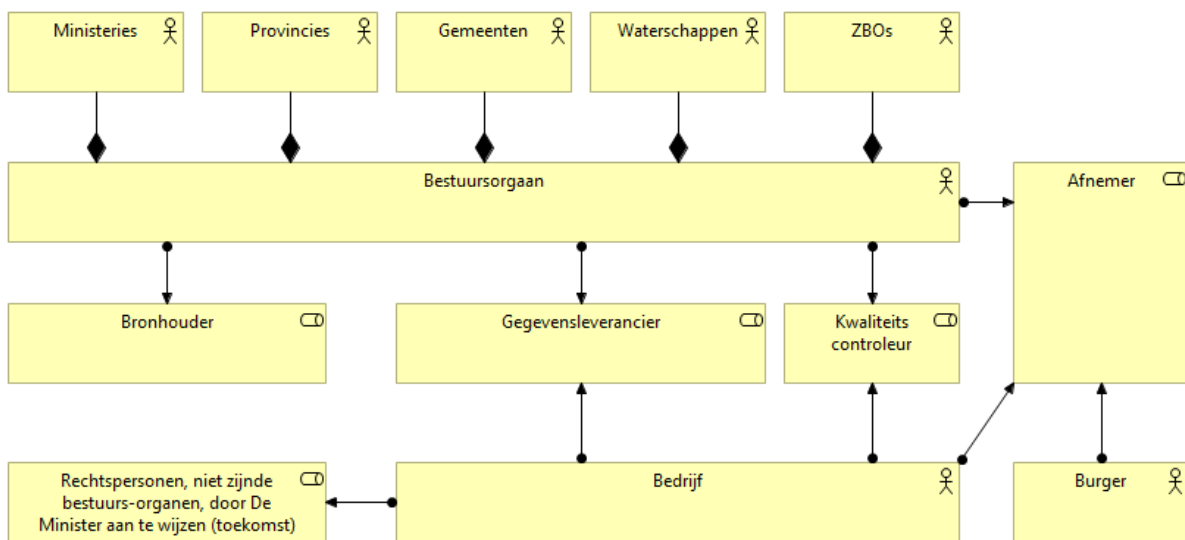 Ministeries
Provincies
Gemeenten
Waterschappen
ZBOs
Bestuursorgaan
Afnemer
Bronhouder
Gegevensleverancier
Kwaliteits
controleur
Rechtspersonen, niet zijnde
bestuurs-organen, door De
Minister aan te wijzen (toekomst)
Bedrijf
Burger